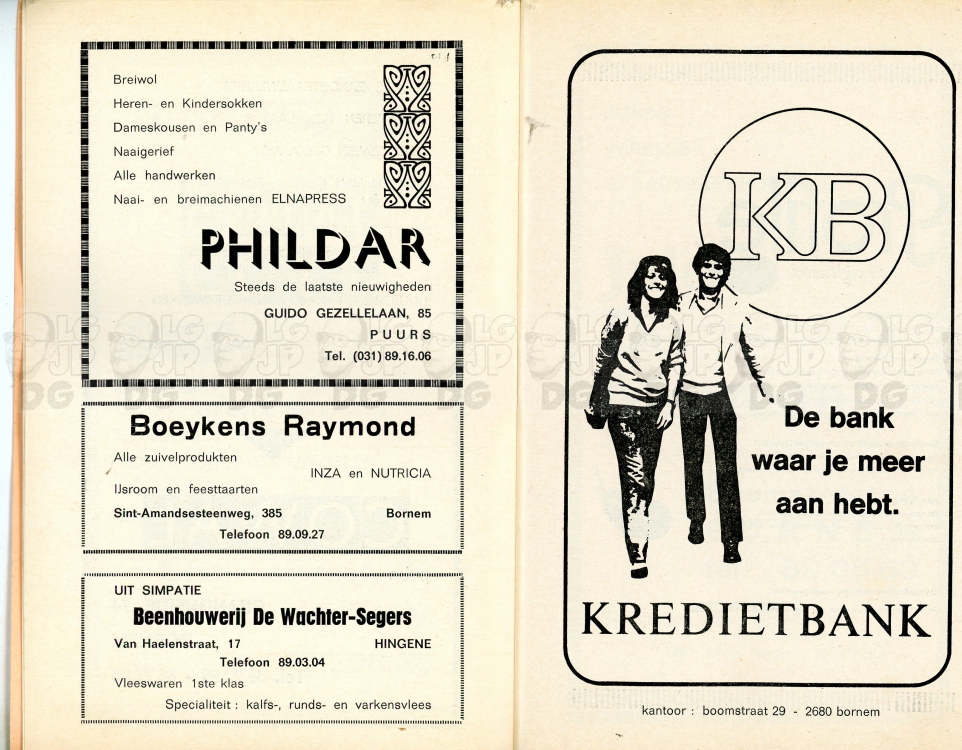 Breiwol
Heren- en Kindersokken
Dameskousen en Panty's
Naaigerief
Alle handwerken
Naai- en breimachienen ELNAPRESS
PHILDAR
Steeds de laatste nieuwigheden
GUIDO GEZELLELAAN, 85
PUURS
Tel. (031) 89.16.06
Boeykens Raymond
Alle zuivelprodukten
INZA en NUTRICIA
IJsroom en feesttaarten
Sint-Amandsesteenweg, 385 Bornem
Telefoon 89.09.27
UIT SIMPATIE
Beenhouwerij De Wachter-Segers
Van Haelenstraat, 17 HINGENE
Telefoon 89.03.04
Vleeswaren 1ste klas
Specialiteit : kalfs-, runds- en varkensvlees
KB
De bank
waar je meer
aan hebt.
KREDIETBANK
kantoor : boomstraat 29 - 2680 bornem
LG JP DG